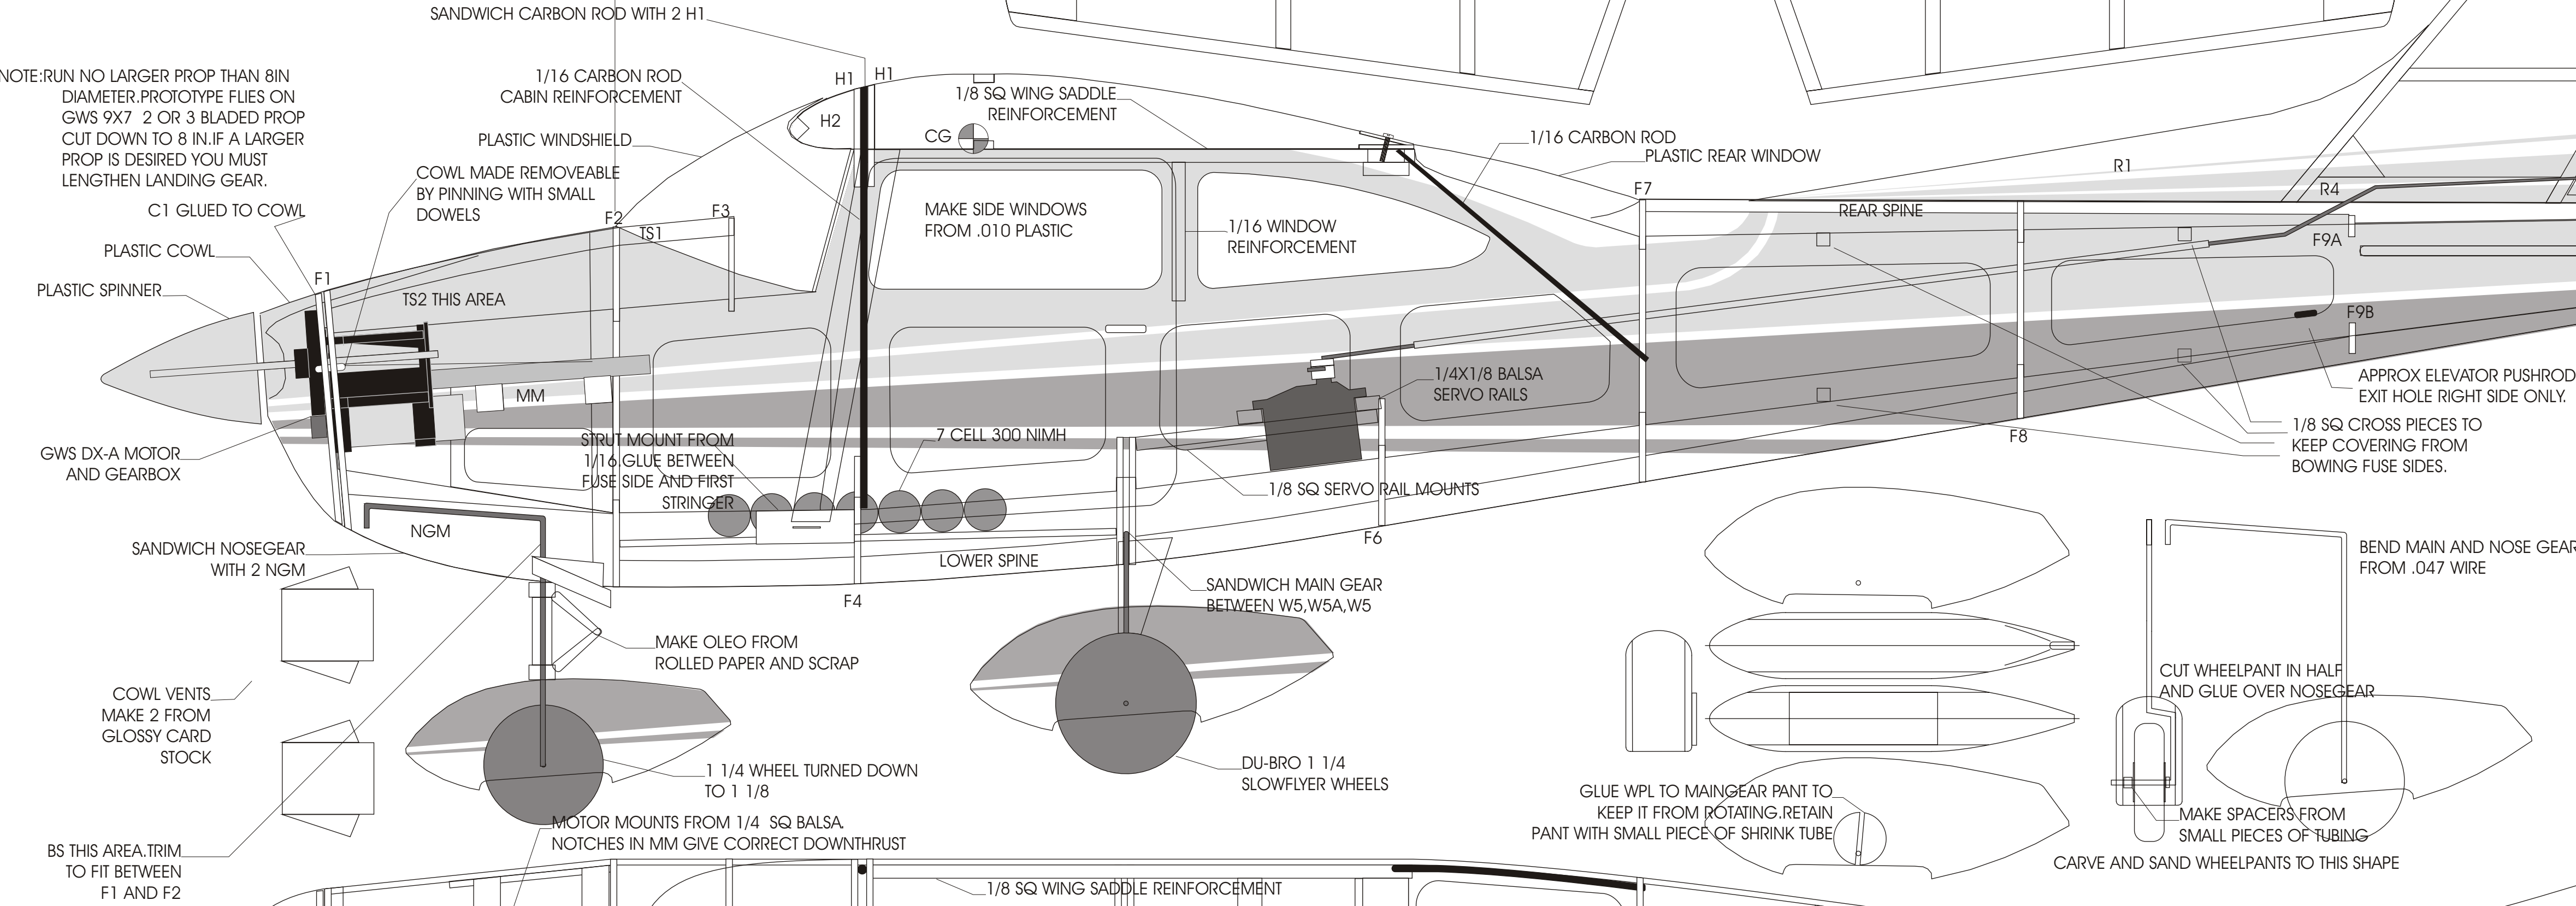 SANDWICH CARBON ROD WITH 2 H1
NOTE:RUN NO LARGER PROP THAN 8IN
DIAMETER.PROTOTYPE FLIES ON
GWS 9X7  2 OR 3 BLADED PROP
CUT DOWN TO 8 IN.IF A LARGER
PROP IS DESIRED YOU MUST
LENGTHEN LANDING GEAR.
1/16 CARBON ROD
CABIN REINFORCEMENT
H1
H1
H2
PLASTIC WINDSHIELD
COWL MADE REMOVEABLE
BY PINNING WITH SMALL
DOWELS
1/8 SQ WING SADDLE
REINFORCEMENT
CG
1/16 CARBON ROD
PLASTIC REAR WINDOW
C1 GLUED TO COWL
PLASTIC COWL
PLASTIC SPINNER
F1
F2
TS1
F3
TS2 THIS AREA
MAKE SIDE WINDOWS
FROM .010 PLASTIC
1/16 WINDOW
REINFORCEMENT
F7
REAR SPINE
R1
R4
F9A
F9B
MM
1/4X1/8 BALSA
SERVO RAILS
APPROX ELEVATOR PUSHROD
EXIT HOLE RIGHT SIDE ONLY.
1/8 SQ CROSS PIECES TO
KEEP COVERING FROM
BOWING FUSE SIDES.
F8
GWS DX-A MOTOR
AND GEARBOX
STRUT MOUNT FROM
1/16.GLUE BETWEEN
FUSE SIDE AND FIRST
STRINGER
7 CELL 300 NIMH
1/8 SQ SERVO RAIL MOUNTS
F6
NGM
SANDWICH NOSEGEAR
WITH 2 NGM
LOWER SPINE
F4
SANDWICH MAIN GEAR
BETWEEN W5,W5A,W5
BEND MAIN AND NOSE GEAR
FROM .047 WIRE
MAKE OLEO FROM
ROLLED PAPER AND SCRAP
COWL VENTS
MAKE 2 FROM
GLOSSY CARD
STOCK
CUT WHEELPANT IN HALF
AND GLUE OVER NOSEGEAR
1 1/4 WHEEL TURNED DOWN
TO 1 1/8
DU-BRO 1 1/4
SLOWFLYER WHEELS
GLUE WPL TO MAINGEAR PANT TO
KEEP IT FROM ROTATING.RETAIN
PANT WITH SMALL PIECE OF SHRINK TUBE
MAKE SPACERS FROM
SMALL PIECES OF TUBING
CARVE AND SAND WHEELPANTS TO THIS SHAPE
MOTOR MOUNTS FROM 1/4  SQ BALSA.
NOTCHES IN MM GIVE CORRECT DOWNTHRUST
BS THIS AREA.TRIM
TO FIT BETWEEN
F1 AND F2
1/8 SQ WING SADDLE REINFORCEMENT